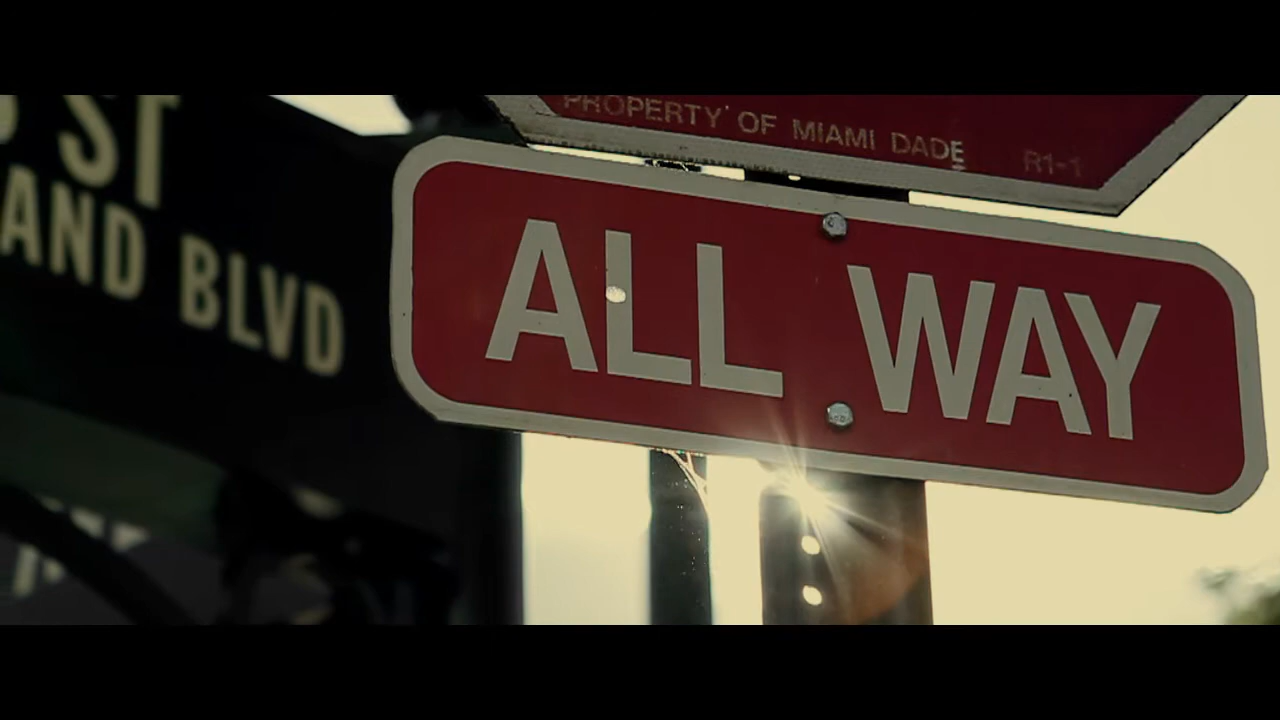 ST
AND BLVD
PROPERTY OF MIAMI DADE
R1-1
ALL WAY